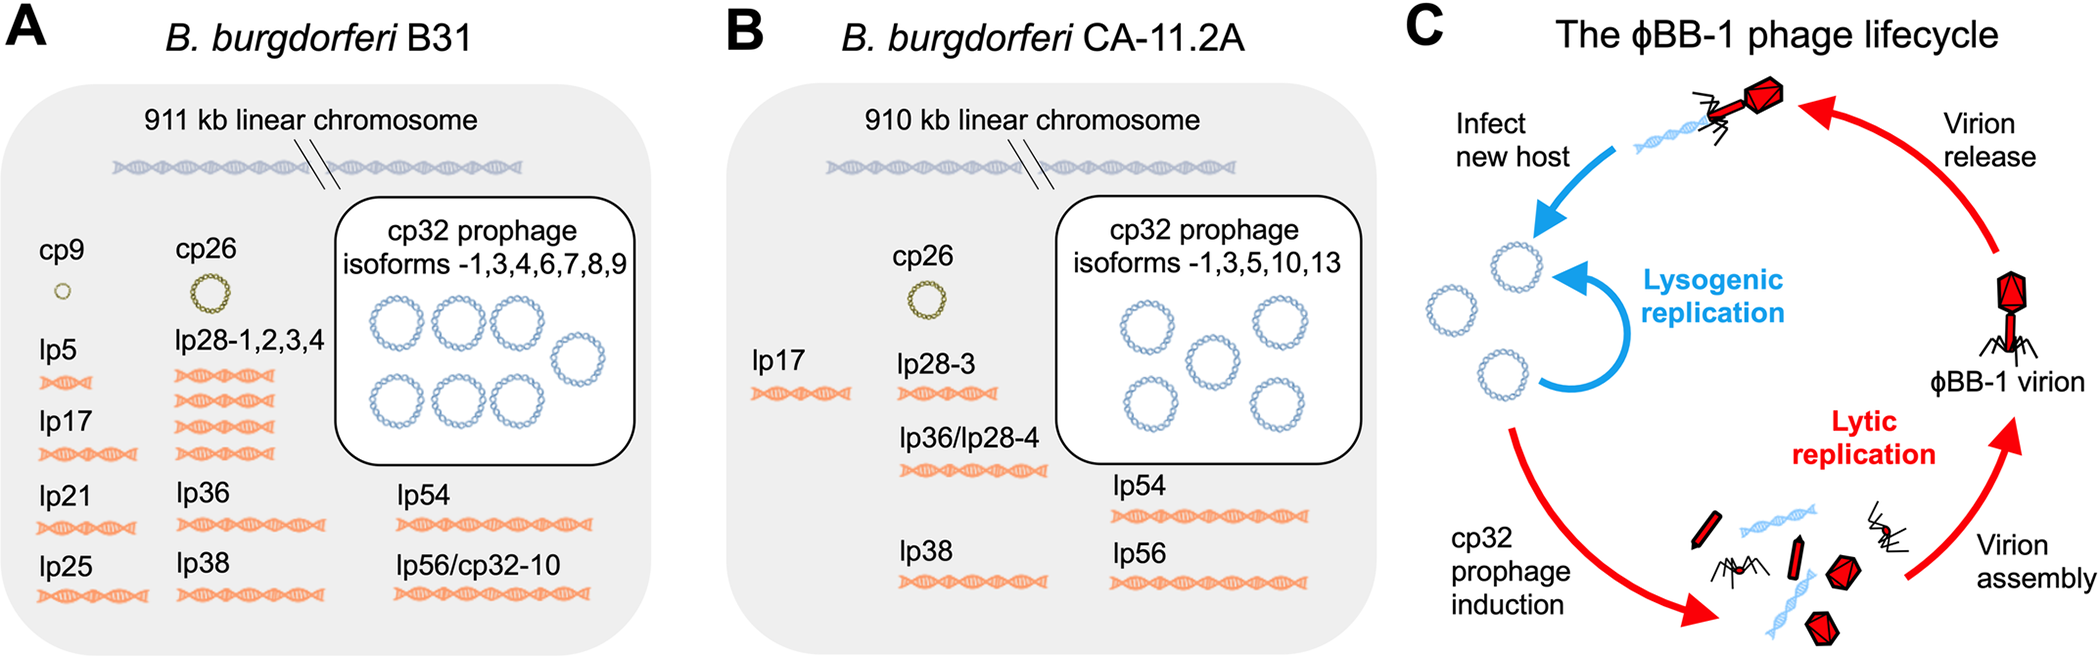 A
B. burgdorferi B31
911 kb linear chromosome
cp9
cp26
cp32 prophage
isoforms -1,3,4,6,7,8,9
lp5
lp28-1,2,3,4
lp17
lp21
lp36
lp54
lp25
lp38
lp56/cp32-10
B
B. burgdorferi CA-11.2A
910 kb linear chromosome
cp26
cp32 prophage
isoforms -1,3,5,10,13
lp17
lp28-3
lp36/lp28-4
lp54
lp38
lp56
C
The ϕBB-1 phage lifecycle
Infect
new host
Virion
release
Lysogenic
replication
ϕBB-1 virion
Lytic
replication
cp32
prophage
induction
Virion
assembly